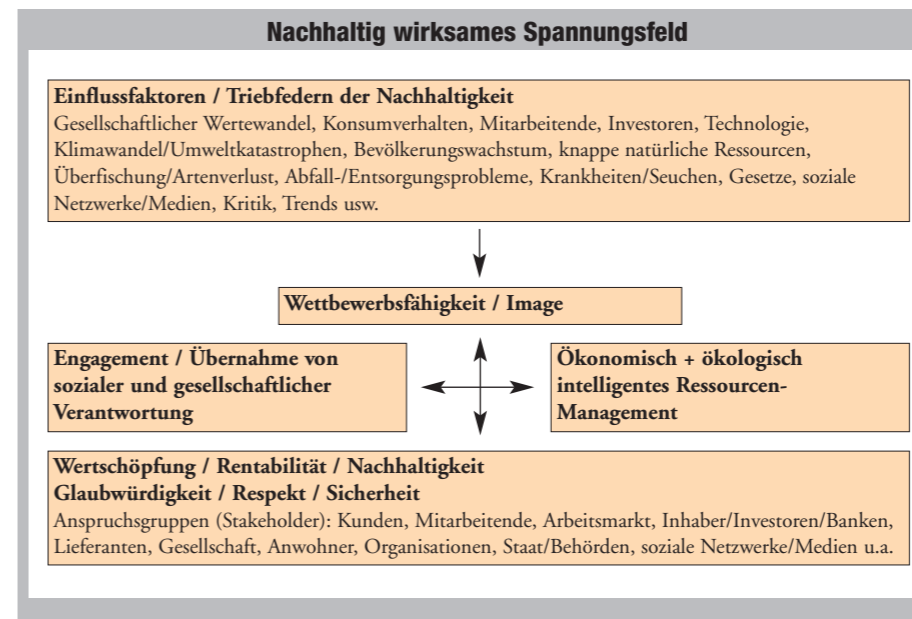 Nachhaltig wirksames Spannungsfeld
Einflussfaktoren / Triebfedern der Nachhaltigkeit
Gesellschaftlicher Wertewandel, Konsumverhalten, Mitarbeitende, Investoren, Technologie,
Klimawandel/Umweltkatastrophen, Bevölkerungswachstum, knappe natürliche Ressourcen,
Überfischung/Artenverlust, Abfall-/Entsorgungsprobleme, Krankheiten/Seuchen, Gesetze, soziale
Netzwerke/Medien, Kritik, Trends usw.
Wettbewerbsfähigkeit / Image
Engagement / Übernahme von
sozialer und gesellschaftlicher
Verantwortung
Ökonomisch + ökologisch
intelligentes Ressourcen-
Management
Wertschöpfung / Rentabilität / Nachhaltigkeit
Glaubwürdigkeit / Respekt / Sicherheit
Anspruchsgruppen (Stakeholder): Kunden, Mitarbeitende, Arbeitsmarkt, Inhaber/Investoren/Banken,
Lieferanten, Gesellschaft, Anwohner, Organisationen, Staat/Behörden, soziale Netzwerke/Medien u.a.